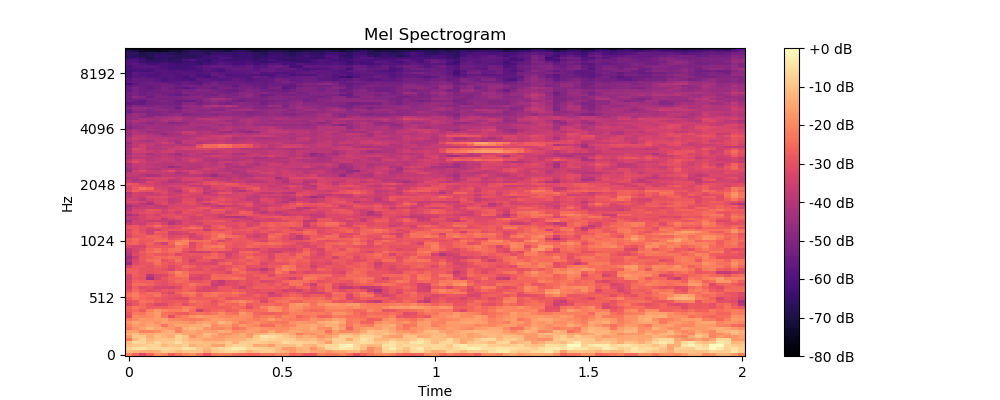 Mel Spectrogram
Hz
8192
4096
2048
1024
512
0
0
0.5
1
1.5
2
Time
+0 dB
-10 dB
-20 dB
-30 dB
-40 dB
-50 dB
-60 dB
-70 dB
-80 dB